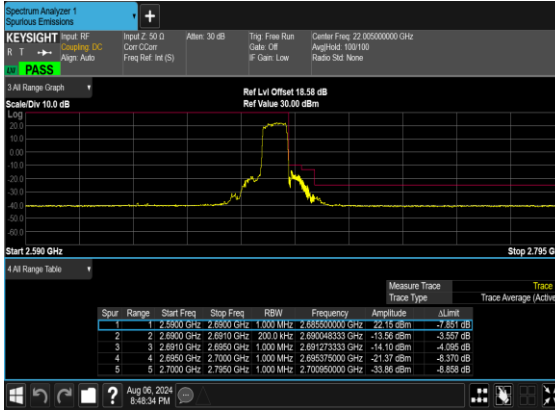 Spectrum Analyzer 1
Spurious Emissions
+
KEYSIGHT Input: RF Input Z: 50 Ω Atten: 30 dB Trig: Free Run Center Freq: 22.005000000 GHz
R T Coupling: DC Corr CCorr Gate: Off Avg|Hold: 100/100
Align: Auto Freq Ref: Int (S) IF Gain: Low Radio Std: None
PASS
3 All Range Graph
Ref Lvl Offset 18.58 dB
Scale/Div 10.0 dB Ref Value 30.00 dBm
Log
20.0
10.0
0.00
-10.0
-20.0
-30.0
-40.0
-50.0
-60.0
Start 2.590 GHz Stop 2.795 G
4 All Range Table
Measure Trace Trace
Trace Type Trace Average (Active
Spur Range Start Freq Stop Freq RBW Frequency Amplitude ΔLimit
1 1 2.5900 GHz 2.6900 GHz 1.000 MHz 2.685500000 GHz 22.15 dBm -7.851 dB
2 2 2.6900 GHz 2.6910 GHz 200.0 kHz 2.690048333 GHz -13.56 dBm -3.557 dB
3 3 2.6910 GHz 2.6950 GHz 1.000 MHz 2.691273333 GHz -14.10 dBm -4.095 dB
4 4 2.6950 GHz 2.7000 GHz 1.000 MHz 2.695375000 GHz -21.37 dBm -8.370 dB
5 5 2.7000 GHz 2.7950 GHz 1.000 MHz 2.700950000 GHz -33.86 dBm -8.858 dB
? Aug 06, 2024
8:48:34 PM